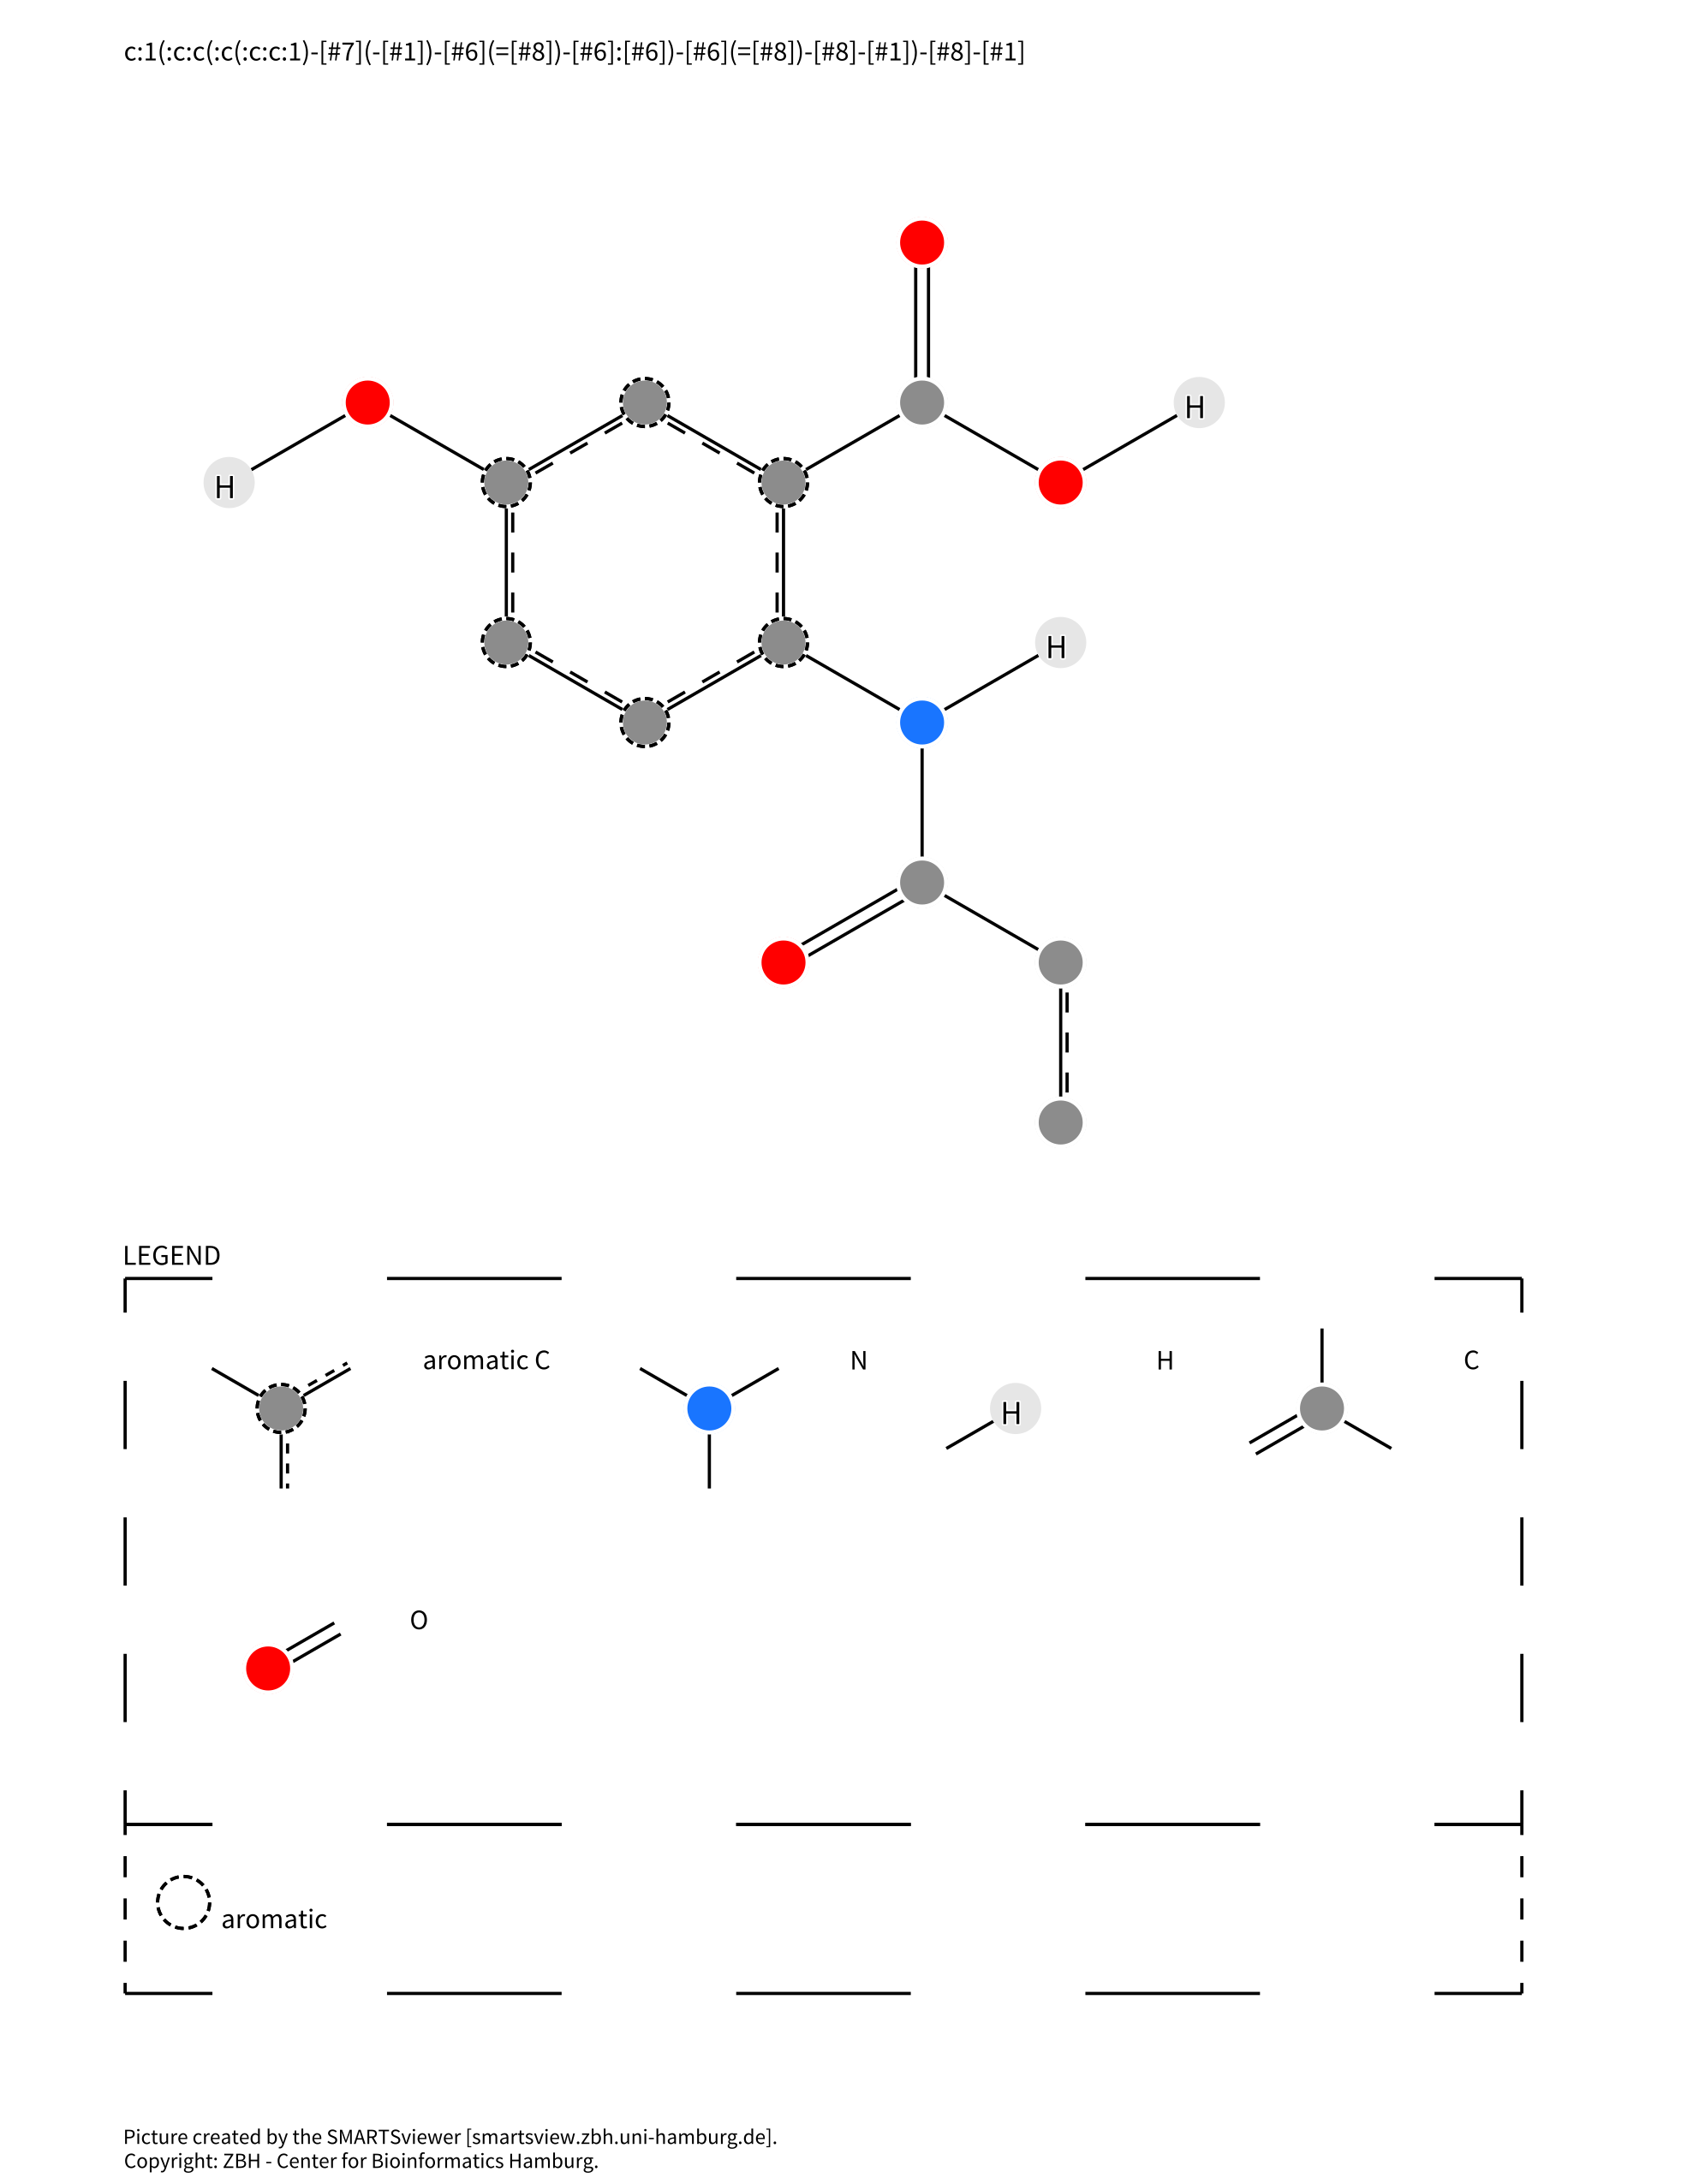 c:1(:c:c(:c(:c:c:1)-[#7](-[#1])-[#6](=[#8])-[#6]:[#6])-[#6](=[#8])-[#8]-[#1])-[#8]-[#1]
H
H
H
LEGEND
aromatic C
N
H
H
C
O
aromatic
Picture created by the SMARTSviewer [smartsview.zbh.uni-hamburg.de].
Copyright: ZBH - Center for Bioinformatics Hamburg.